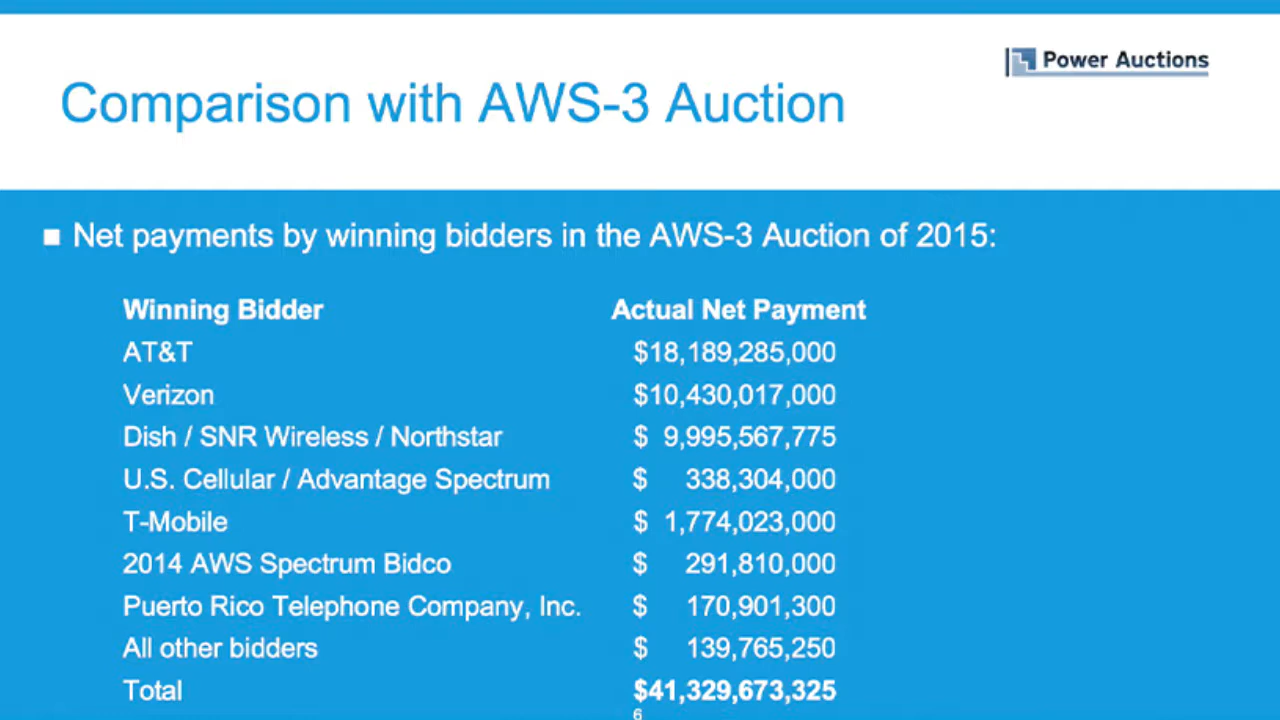 Power Auctions
Comparison with AWS-3 Auction
■ Net payments by winning bidders in the AWS-3 Auction of 2015:
Winning Bidder Actual Net Payment
AT&T $18,189,285,000
Verizon $10,430,017,000
Dish / SNR Wireless / Northstar $ 9,995,567,775
U.S. Cellular / Advantage Spectrum $ 338,304,000
T-Mobile $ 1,774,023,000
2014 AWS Spectrum Bidco $ 291,810,000
Puerto Rico Telephone Company, Inc. $ 170,901,300
All other bidders $ 139,765,250
Total $41,329,673,325
6